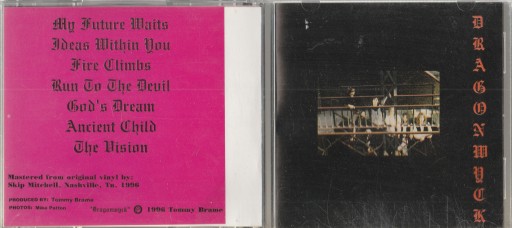 My Future Waits
Ideas Within You
Fire Climbs
Run To The Devil
God's Dream
Ancient Child
The Vision
Mastered from original vinyl by:
Skip Mitchell, Nashville, Tn. 1996
PRODUCED BY: Tommy Brame
PHOTOS: Mike Pattee
"Dragonwyck" 1996 Tommy Brame
DRAGONWYCK